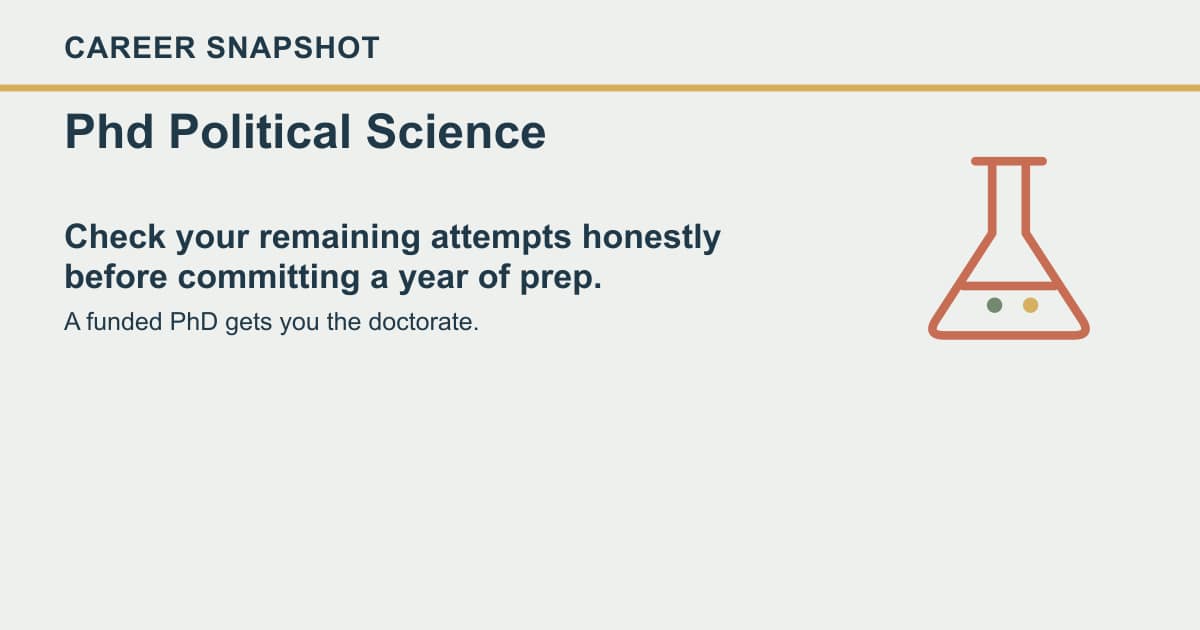 CAREER SNAPSHOT
Phd Political Science
Check your remaining attempts honestly
before committing a year of prep.
A funded PhD gets you the doctorate.